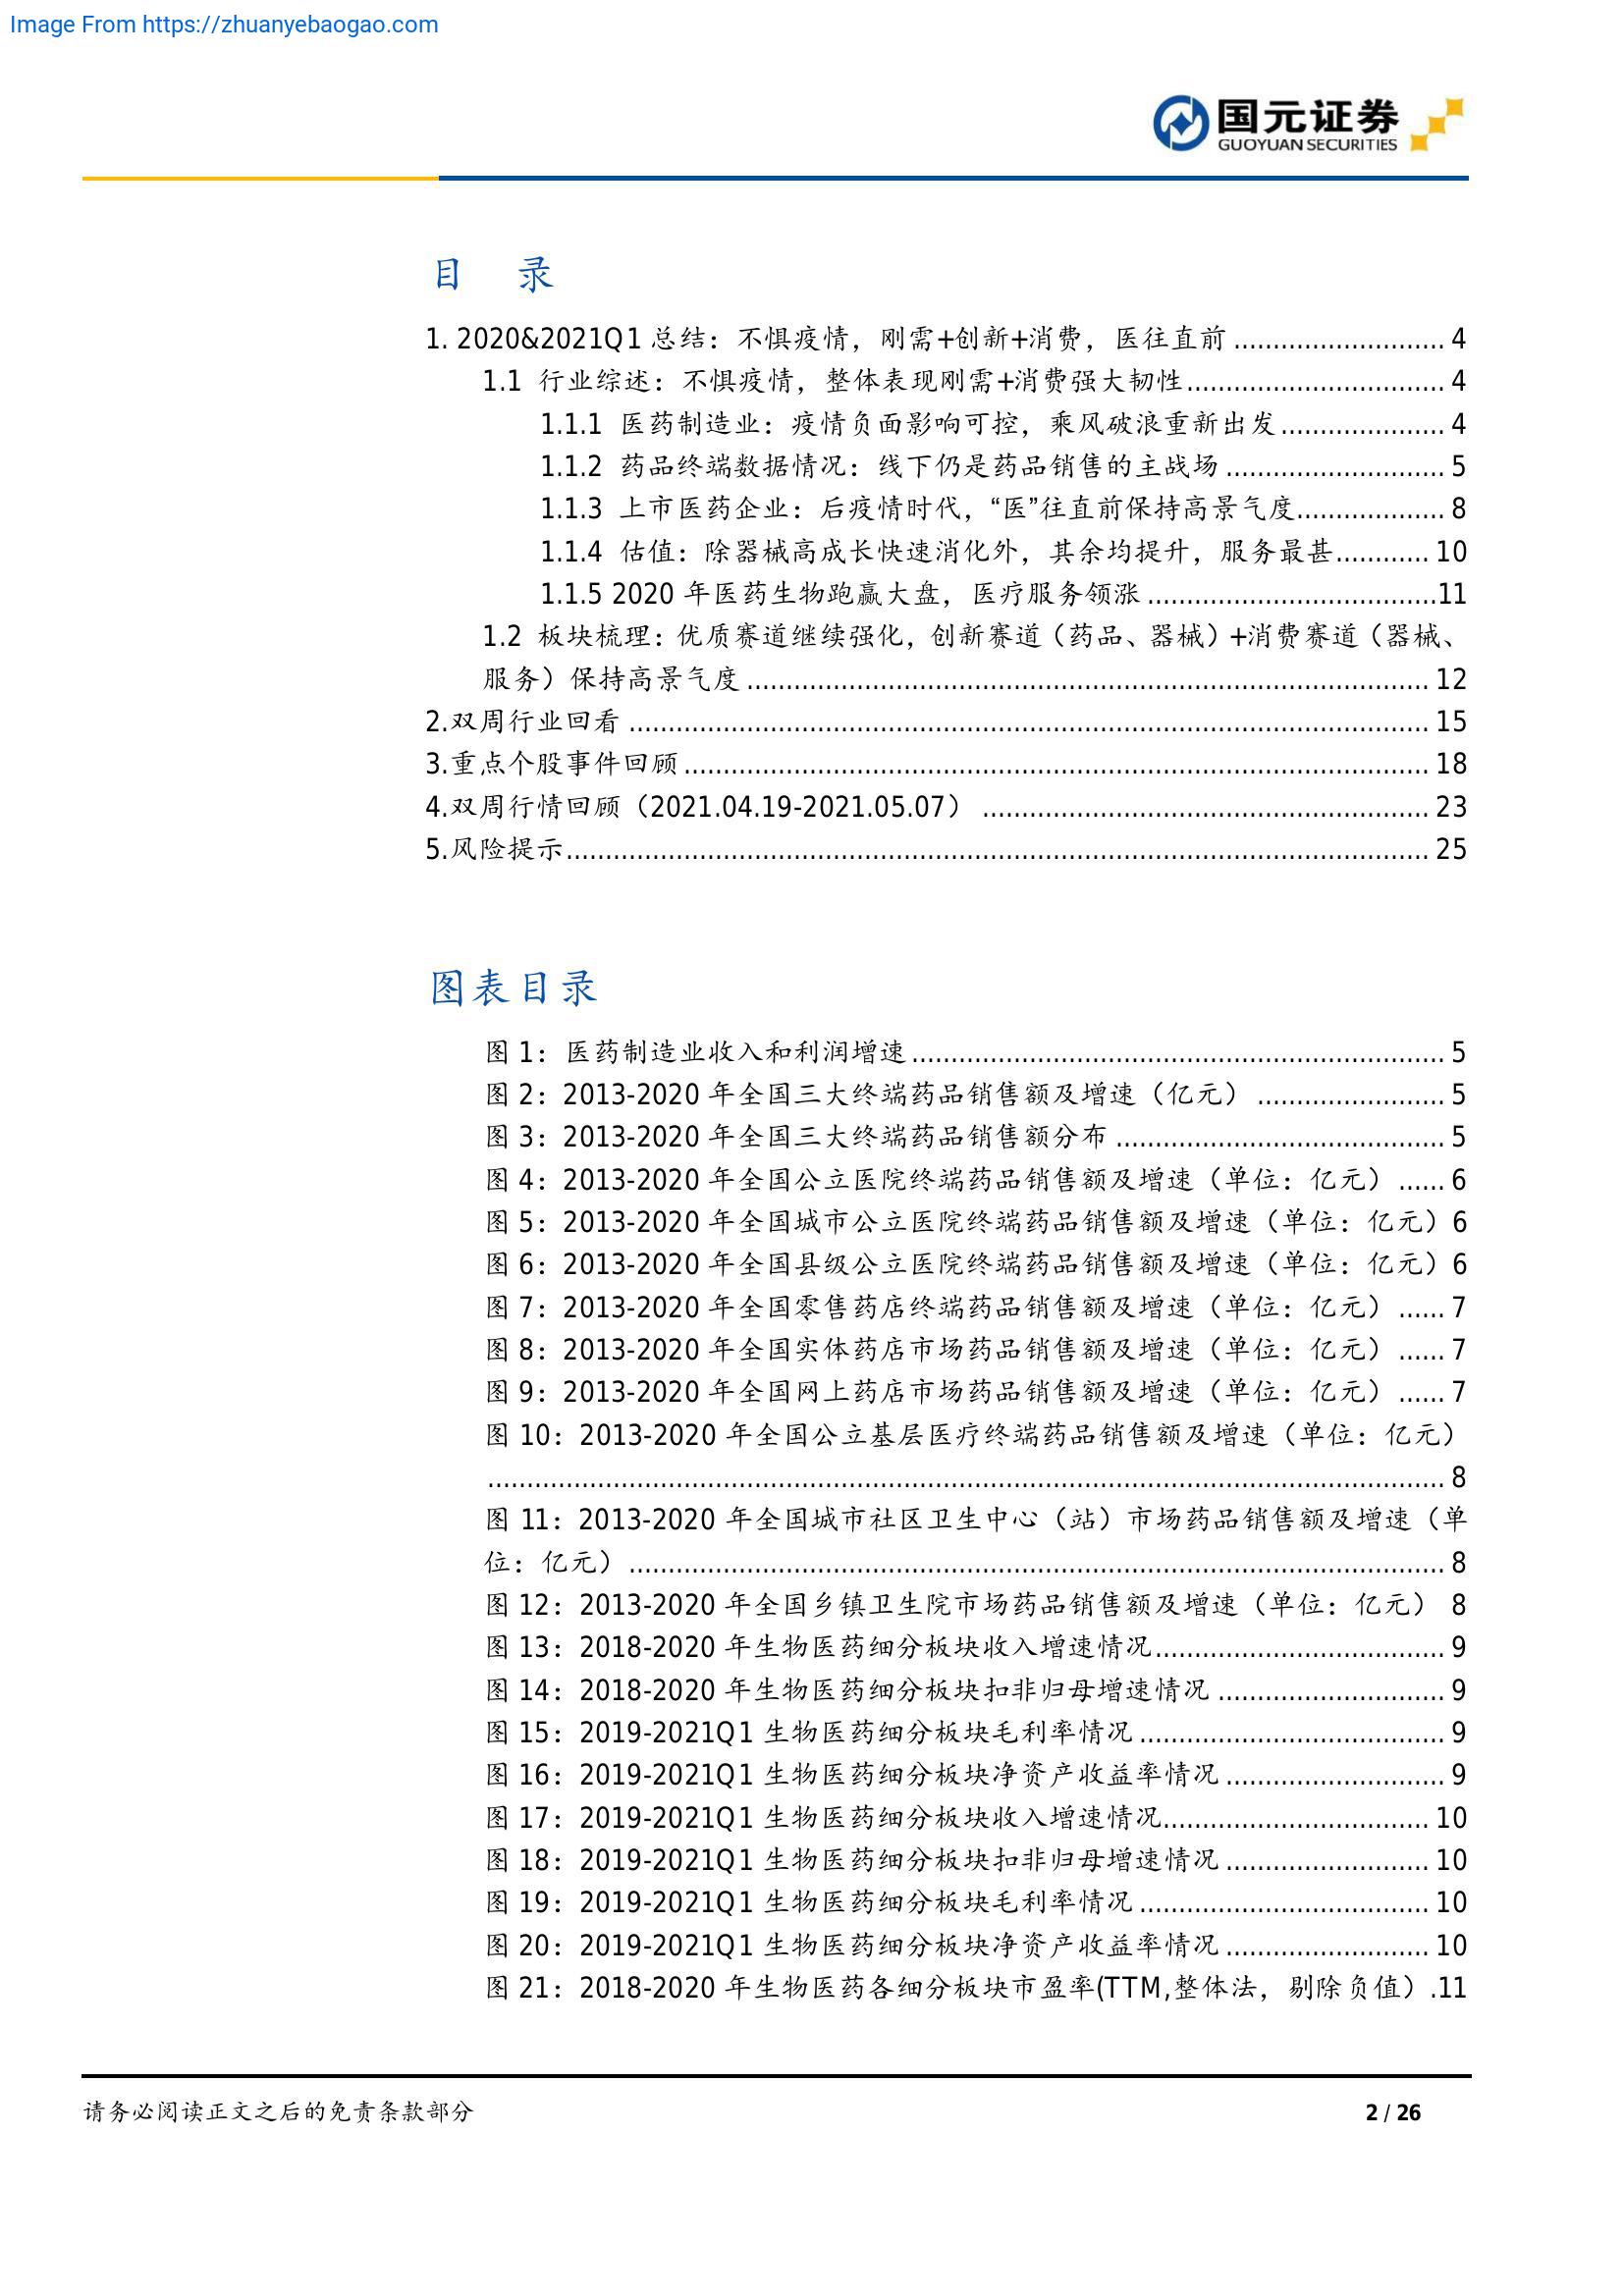 Image From https://zhuanyebaogao.com
国元证券
GUOYUAN SECURITIES
目 录
1. 2020&2021Q1 总结：不惧疫情，刚需+创新+消费，医往直前 ........................... 4
1.1 行业综述：不惧疫情，整体表现刚需+消费强大韧性................................. 4
1.1.1 医药制造业：疫情负面影响可控，乘风破浪重新出发..................... 4
1.1.2 药品终端数据情况：线下仍是药品销售的主战场 ............................ 5
1.1.3 上市医药企业：后疫情时代，“医”往直前保持高景气度................... 8
1.1.4 估值：除器械高成长快速消化外，其余均提升，服务最甚............ 10
1.1.5 2020 年医药生物跑赢大盘，医疗服务领涨 .....................................11
1.2 板块梳理：优质赛道继续强化，创新赛道（药品、器械）+消费赛道（器械、
服务）保持高景气度 ....................................................................................... 12
2.双周行业回看 ...................................................................................................... 15
3.重点个股事件回顾 ............................................................................................... 18
4.双周行情回顾（2021.04.19-2021.05.07） ......................................................... 23
5.风险提示.............................................................................................................. 25
图表目录
图 1：医药制造业收入和利润增速 .................................................................... 5
图 2：2013-2020 年全国三大终端药品销售额及增速（亿元） ........................ 5
图 3：2013-2020 年全国三大终端药品销售额分布 .......................................... 5
图 4：2013-2020 年全国公立医院终端药品销售额及增速（单位：亿元） ...... 6
图 5：2013-2020 年全国城市公立医院终端药品销售额及增速（单位：亿元）6
图 6：2013-2020 年全国县级公立医院终端药品销售额及增速（单位：亿元）6
图 7：2013-2020 年全国零售药店终端药品销售额及增速（单位：亿元） ...... 7
图 8：2013-2020 年全国实体药店市场药品销售额及增速（单位：亿元） ...... 7
图 9：2013-2020 年全国网上药店市场药品销售额及增速（单位：亿元） ...... 7
图 10：2013-2020 年全国公立基层医疗终端药品销售额及增速（单位：亿元）
.......................................................................................................................... 8
图 11：2013-2020 年全国城市社区卫生中心（站）市场药品销售额及增速（单
位：亿元） ........................................................................................................ 8
图 12：2013-2020 年全国乡镇卫生院市场药品销售额及增速（单位：亿元） 8
图 13：2018-2020 年生物医药细分板块收入增速情况..................................... 9
图 14：2018-2020 年生物医药细分板块扣非归母增速情况 ............................. 9
图 15：2019-2021Q1 生物医药细分板块毛利率情况 ....................................... 9
图 16：2019-2021Q1 生物医药细分板块净资产收益率情况 ............................ 9
图 17：2019-2021Q1 生物医药细分板块收入增速情况.................................. 10
图 18：2019-2021Q1 生物医药细分板块扣非归母增速情况 .......................... 10
图 19：2019-2021Q1 生物医药细分板块毛利率情况 ..................................... 10
图 20：2019-2021Q1 生物医药细分板块净资产收益率情况 .......................... 10
图 21：2018-2020 年生物医药各细分板块市盈率(TTM,整体法，剔除负值）.11
请务必阅读正文之后的免责条款部分
2 / 26